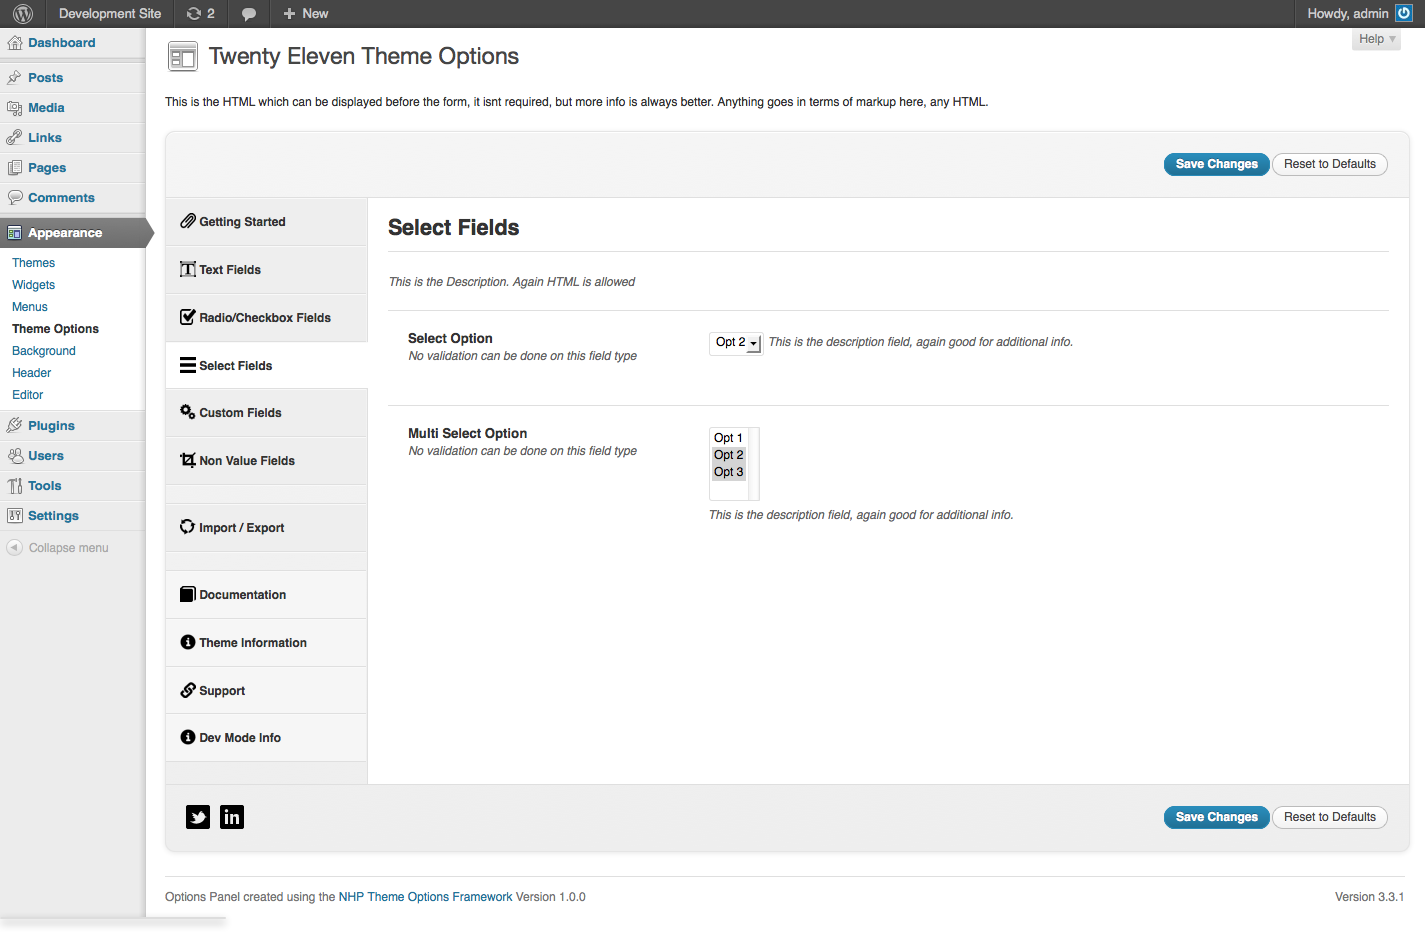 Development Site
2
New
Howdy, admin
Dashboard
Posts
Media
Links
Pages
Comments
Appearance
Themes
Widgets
Menus
Theme Options
Background
Header
Editor
Plugins
Users
Tools
Settings
Collapse menu
Help
Twenty Eleven Theme Options
This is the HTML which can be displayed before the form, it isnt required, but more info is always better. Anything goes in terms of markup here, any HTML.
Save Changes
Reset to Defaults
Getting Started
Text Fields
Radio/Checkbox Fields
Select Fields
Custom Fields
Non Value Fields
Import / Export
Documentation
Theme Information
Support
Dev Mode Info
Select Fields
This is the Description. Again HTML is allowed
Select Option
No validation can be done on this field type
Opt 2
This is the description field, again good for additional info.
Multi Select Option
No validation can be done on this field type
Opt 1
Opt 2
Opt 3
This is the description field, again good for additional info.
in
Save Changes
Reset to Defaults
Options Panel created using the NHP Theme Options Framework Version 1.0.0
Version 3.3.1